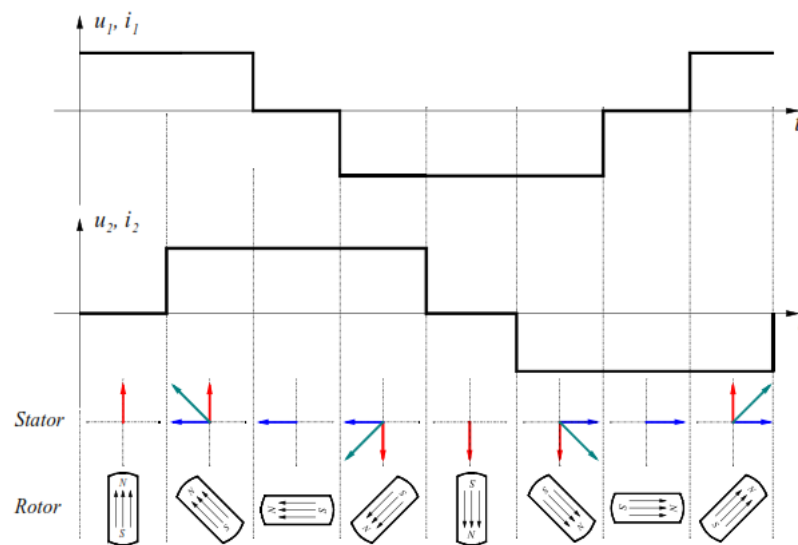 u₁, i₁
t
u₂, i₂
Stator
Rotor
N N S S S S S N
S S N N N N N S